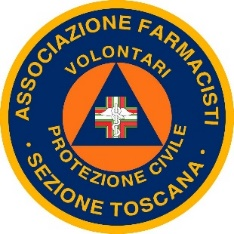 ASSOCIAZIONE FARMACISTI
VOLONTARI
PROTEZIONE CIVILE
· SEZIONE TOSCANA ·